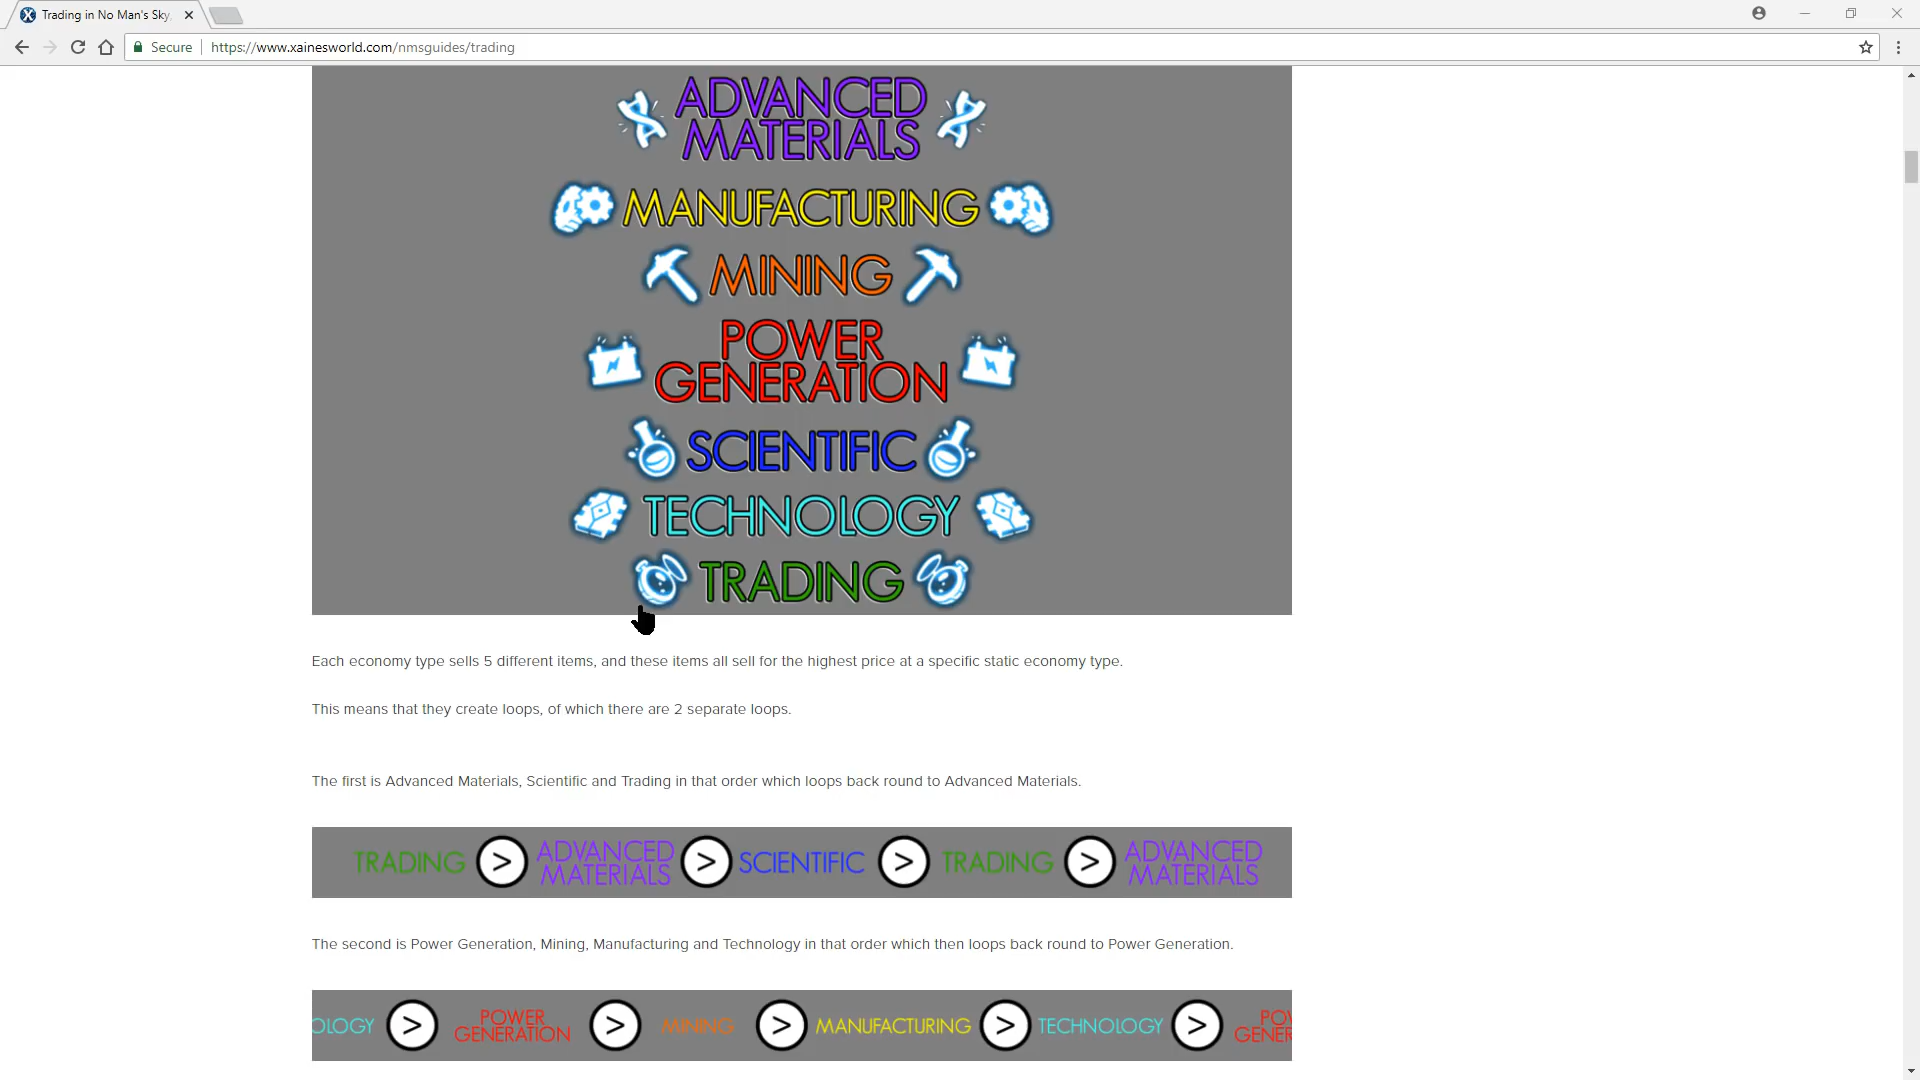 Trading in No Man's Sky,
Secure https://www.xainesworld.com/nmsguides/trading
ADVANCED
MATERIALS
MANUFACTURING
MINING
POWER
GENERATION
SCIENTIFIC
TECHNOLOGY
TRADING
Each economy type sells 5 different items, and these items all sell for the highest price at a specific static economy type.
This means that they create loops, of which there are 2 separate loops.
The first is Advanced Materials, Scientific and Trading in that order which loops back round to Advanced Materials.
TRADING > ADVANCED MATERIALS > SCIENTIFIC > TRADING > ADVANCED MATERIALS
The second is Power Generation, Mining, Manufacturing and Technology in that order which then loops back round to Power Generation.
OLOGY > POWER GENERATION > MINING > MANUFACTURING > TECHNOLOGY > POW GENER